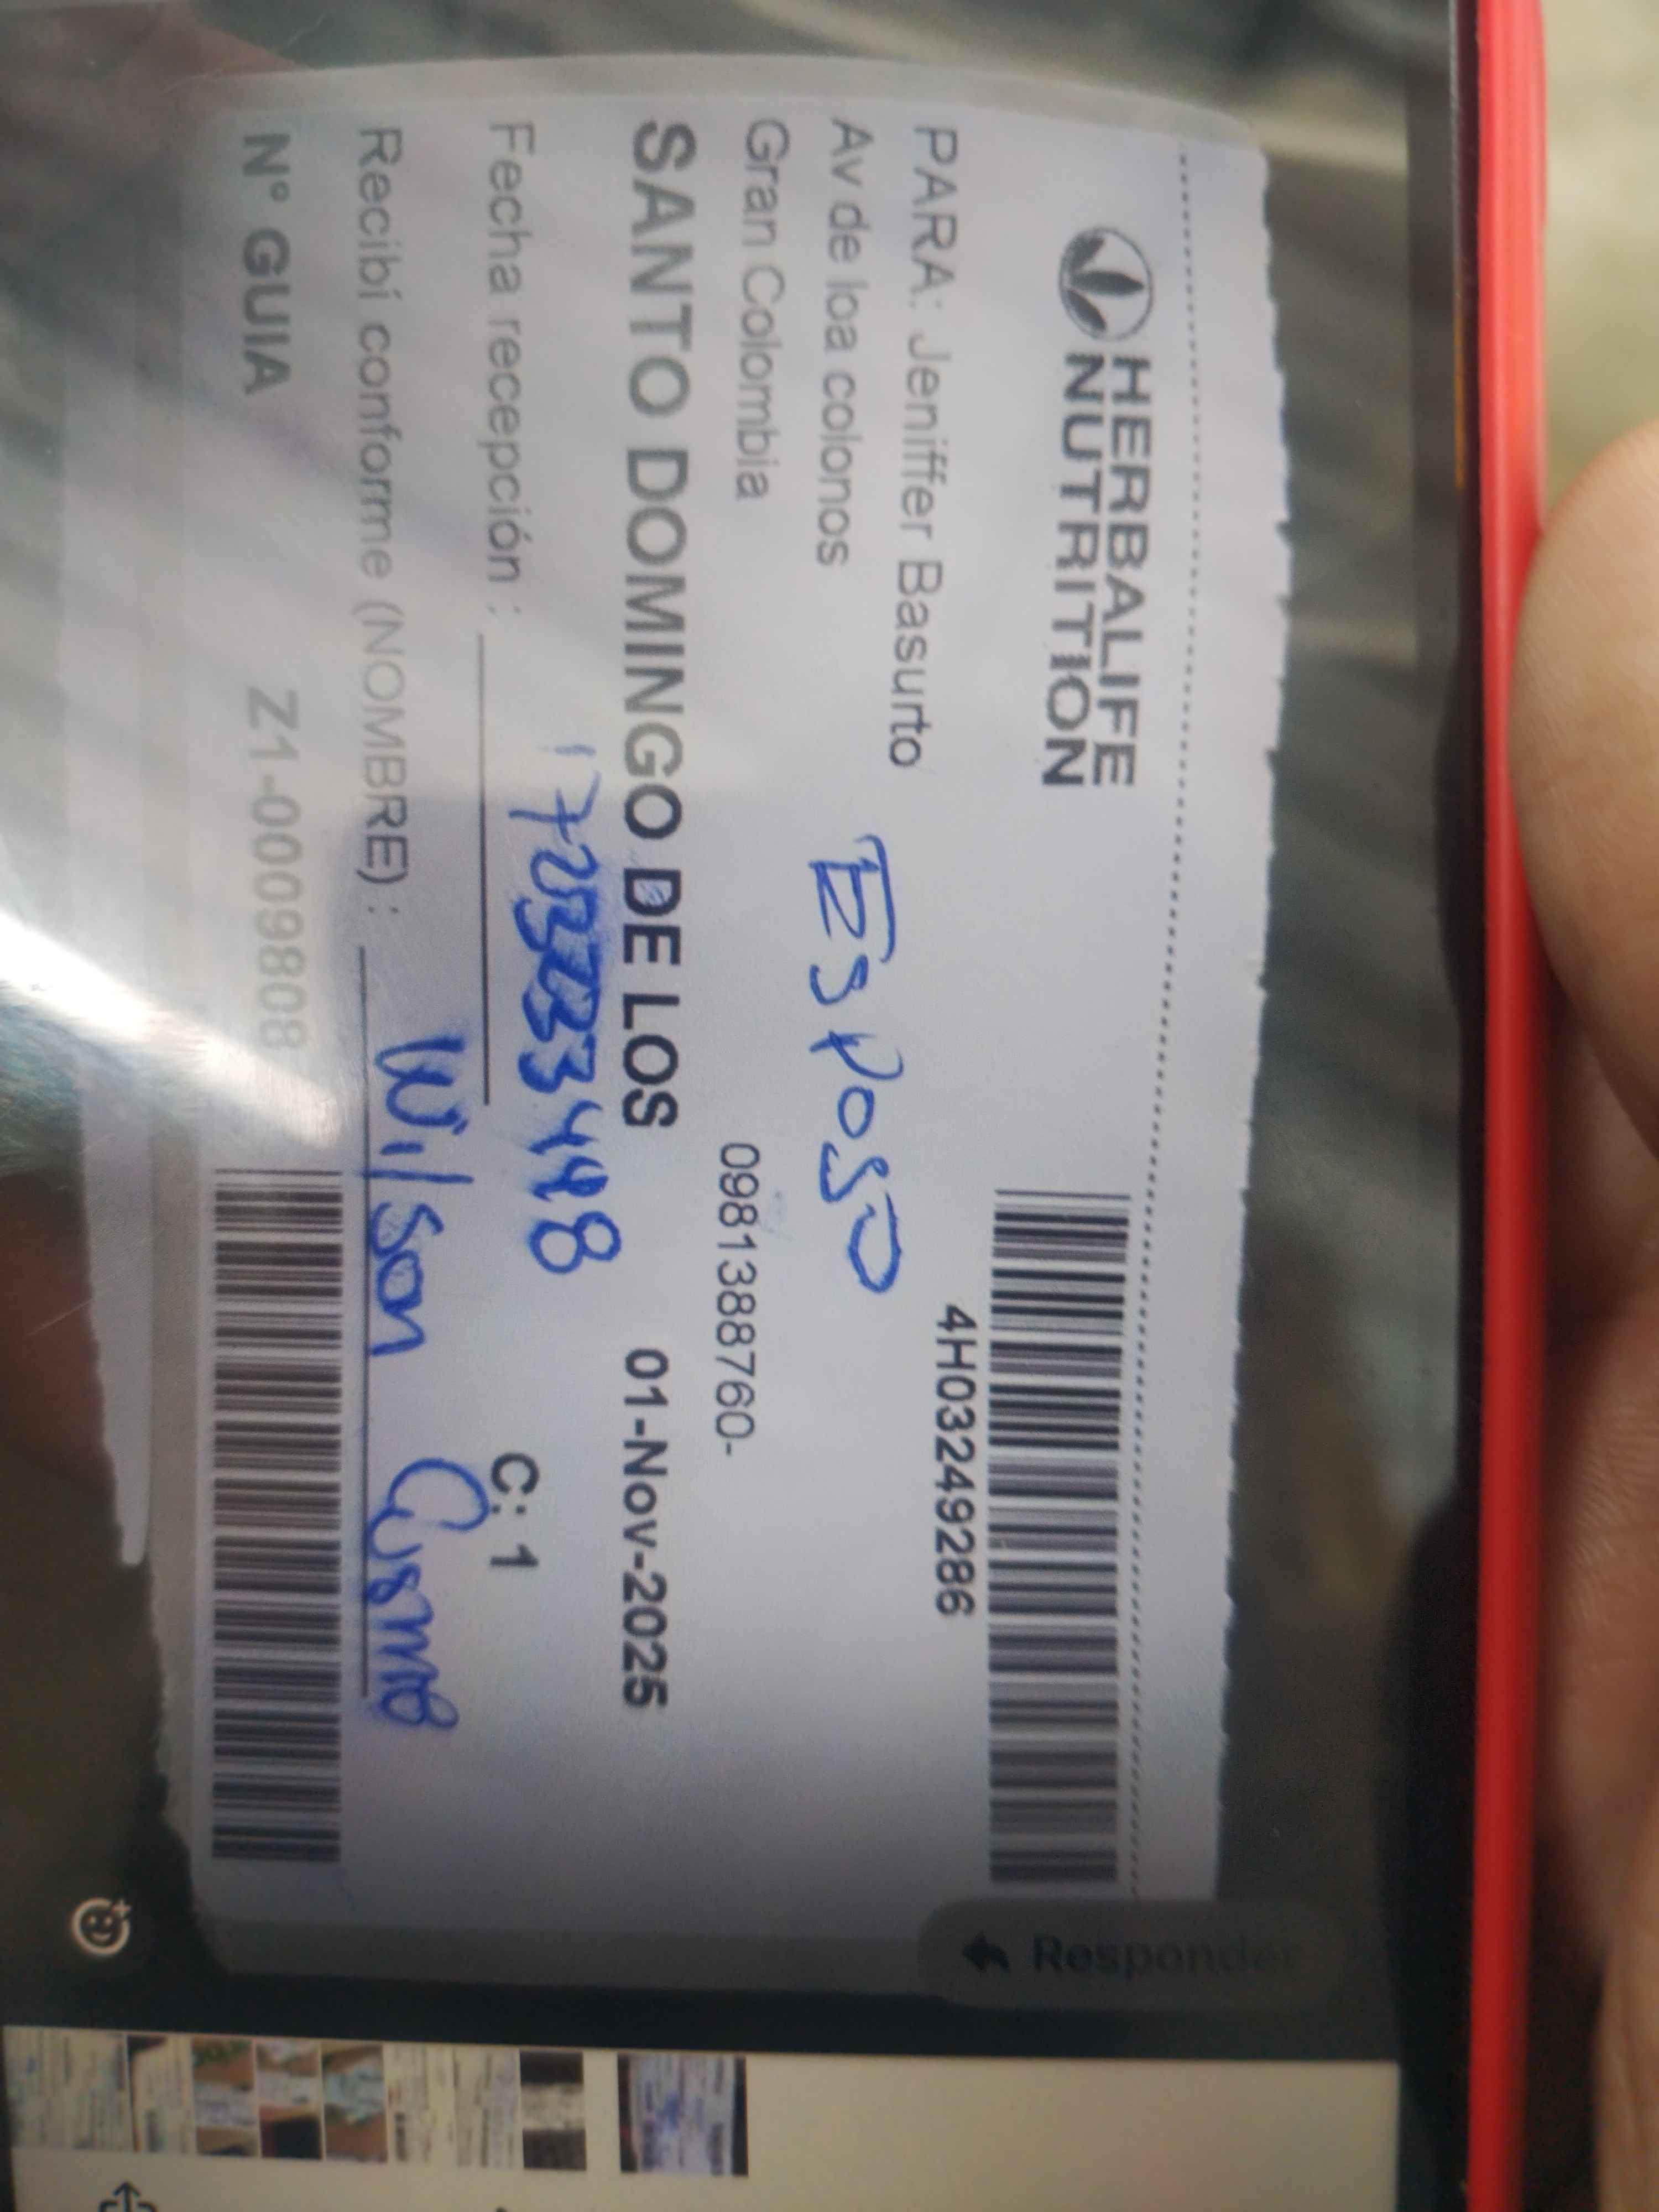 HERBALIFE
NUTRITION
4H03249286
PARA: Jeniffer Basurto
Esposo
Av de loa colonos
Gran Colombia
0981388760-
SANTO DOMINGO DE LOS
01-Nov-2025
Fecha recepción :
C: 1
Recibí conforme (NOMBRE) : Wilson
N° GUIA Z1-0009808
Responder